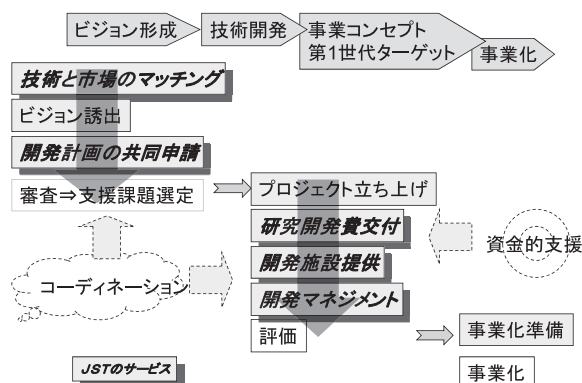 ビジョン形成
技術開発
事業コンセプト
第1世代ターゲット
事業化
技術と市場のマッチング
ビジョン誘出
開発計画の共同申請
審査⇒支援課題選定
プロジェクト立ち上げ
研究開発費交付
資金的支援
開発施設提供
コーディネーション
開発マネジメント
評価
事業化準備
JSTのサービス
事業化